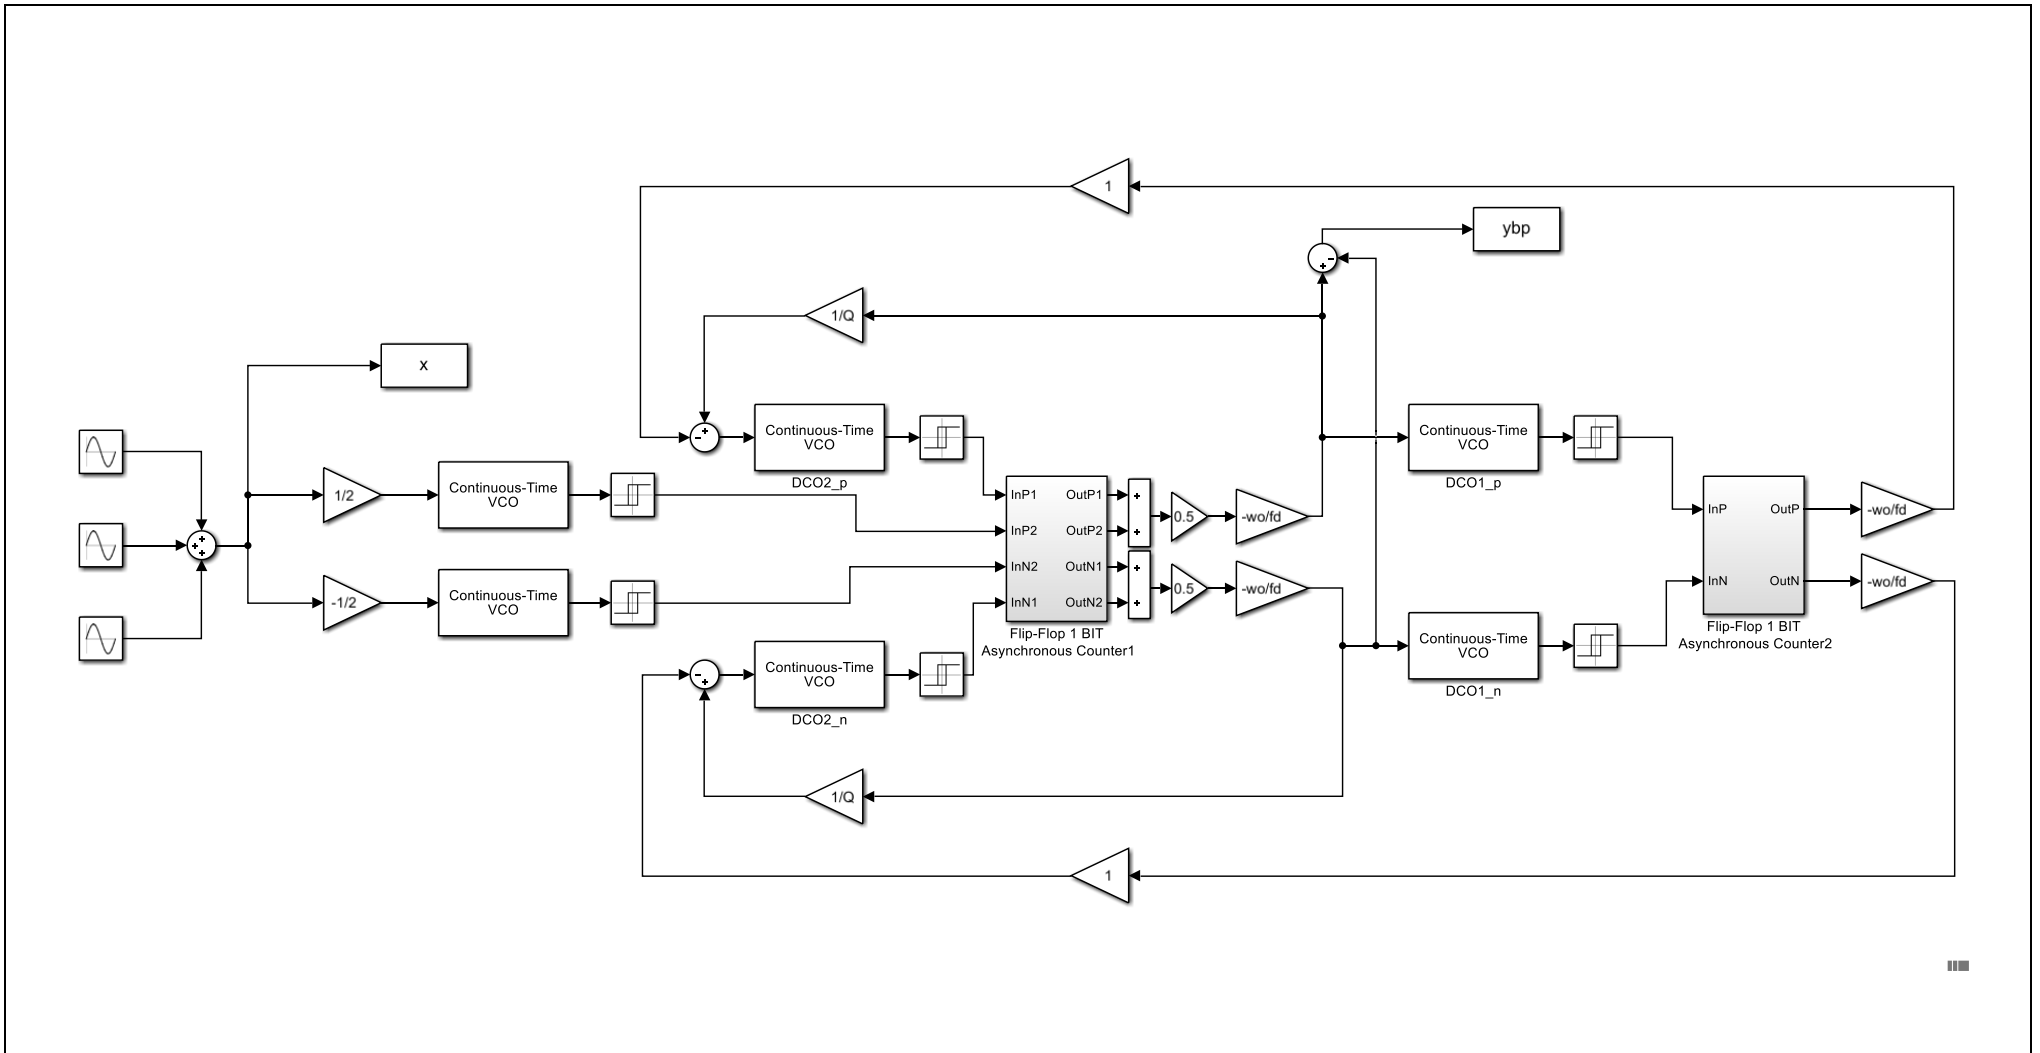 1
ybp
1/Q
x
Continuous-Time
VCO
DCO2_p
Continuous-Time
VCO
DCO1_p
1/2
Continuous-Time
VCO
InP1
InP2
InN2
InN1
OutP1
OutP2
OutN1
OutN2
Flip-Flop 1 BIT
Asynchronous Counter1
0.5
-wo/fd
0.5
-wo/fd
InP
InN
OutP
OutN
Flip-Flop 1 BIT
Asynchronous Counter2
-wo/fd
-wo/fd
-1/2
Continuous-Time
VCO
Continuous-Time
VCO
DCO2_n
Continuous-Time
VCO
DCO1_n
1/Q
1